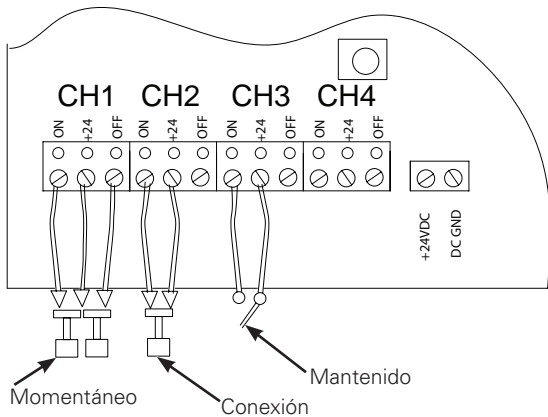 CH1 CH2 CH3 CH4
ON +24 OFF ON +24 OFF ON +24 OFF ON +24 OFF
+24VDC
DC GND
Mantenido
Momentáneo
Conexión